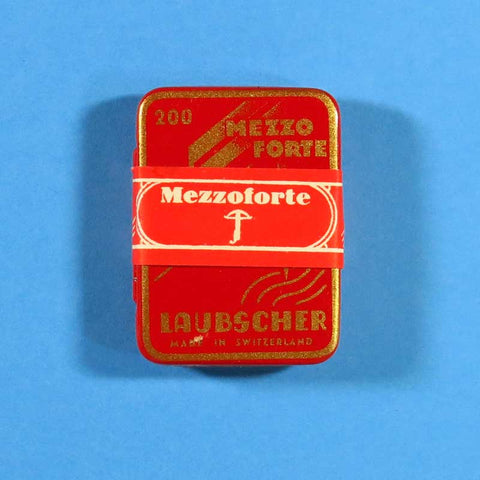 200
MEZZO
FORTE
Mezzoforte
LAUBSCHER
MADE IN SWITZERLAND